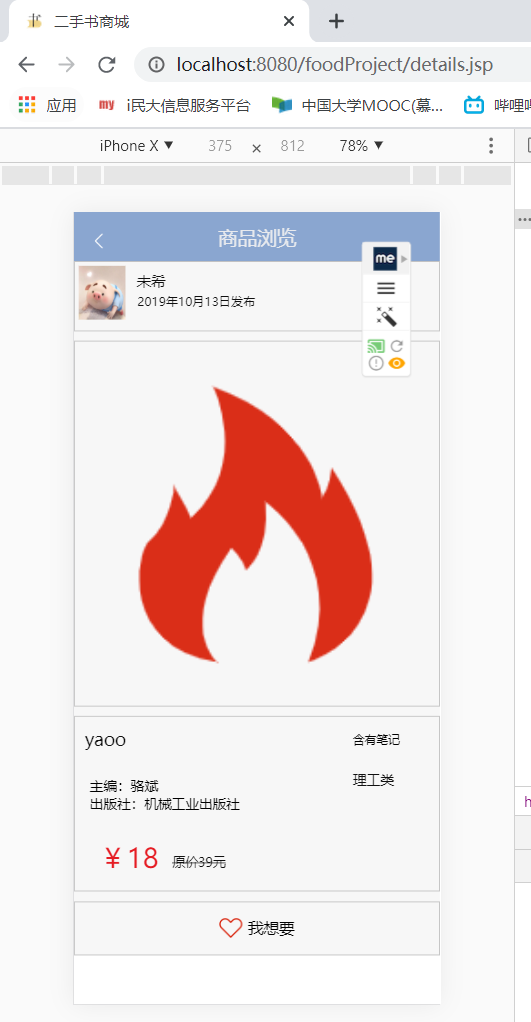 二手书商城
localhost:8080/foodProject/details.jsp
应用 my i民大信息服务平台 中国大学MOOC(慕... 哔哩
iPhone X ▼ 375 × 812 78% ▼
商品浏览
me
未希
2019年10月13日发布
yaoo 含有笔记
理工类
主编：骆斌
出版社：机械工业出版社
￥18 原价39元
我想要